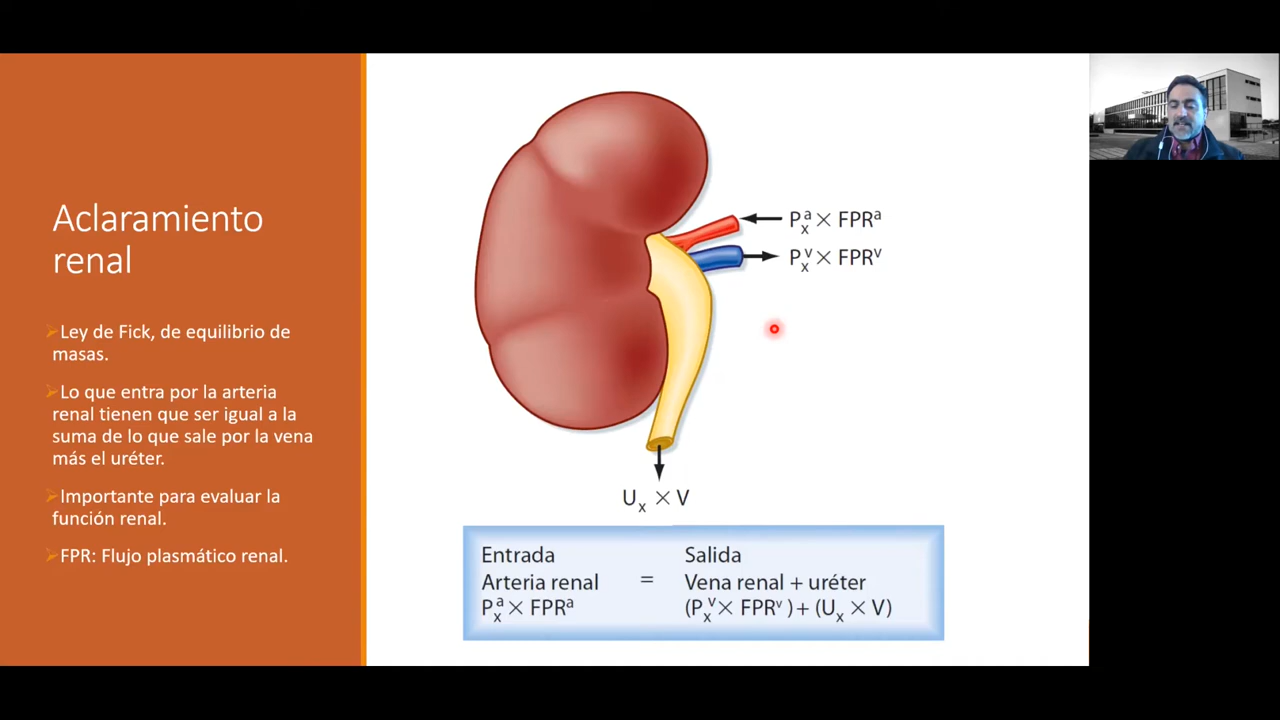 Aclaramiento
renal
Ley de Fick, de equilibrio de
masas.
Lo que entra por la arteria
renal tienen que ser igual a la
suma de lo que sale por la vena
más el uréter.
Importante para evaluar la
función renal.
FPR: Flujo plasmático renal.
Pₓᵃ × FPRᵃ
Pₓᵛ × FPRᵛ
Uₓ × V
Entrada
Arteria renal
Pₓᵃ × FPRᵃ
=
Salida
Vena renal + uréter
(Pₓᵛ × FPRᵛ) + (Uₓ × V)